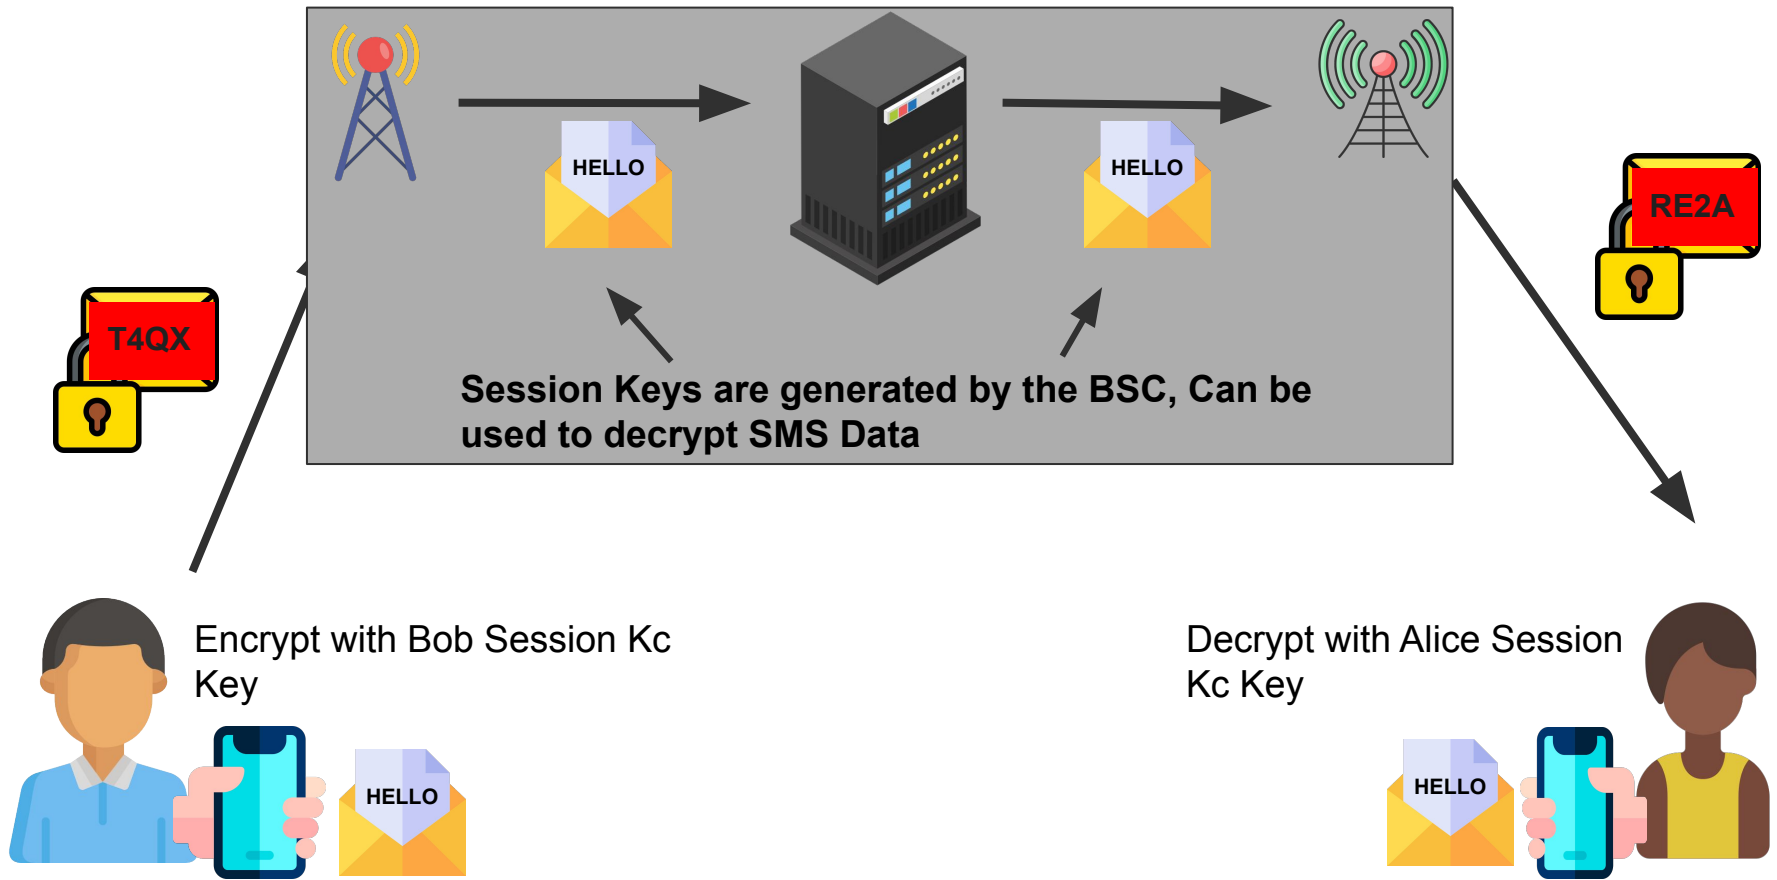 HELLO
HELLO
RE2A
T4QX
Session Keys are generated by the BSC, Can be
used to decrypt SMS Data
Encrypt with Bob Session Kc
Key
Decrypt with Alice Session
Kc Key
HELLO
HELLO